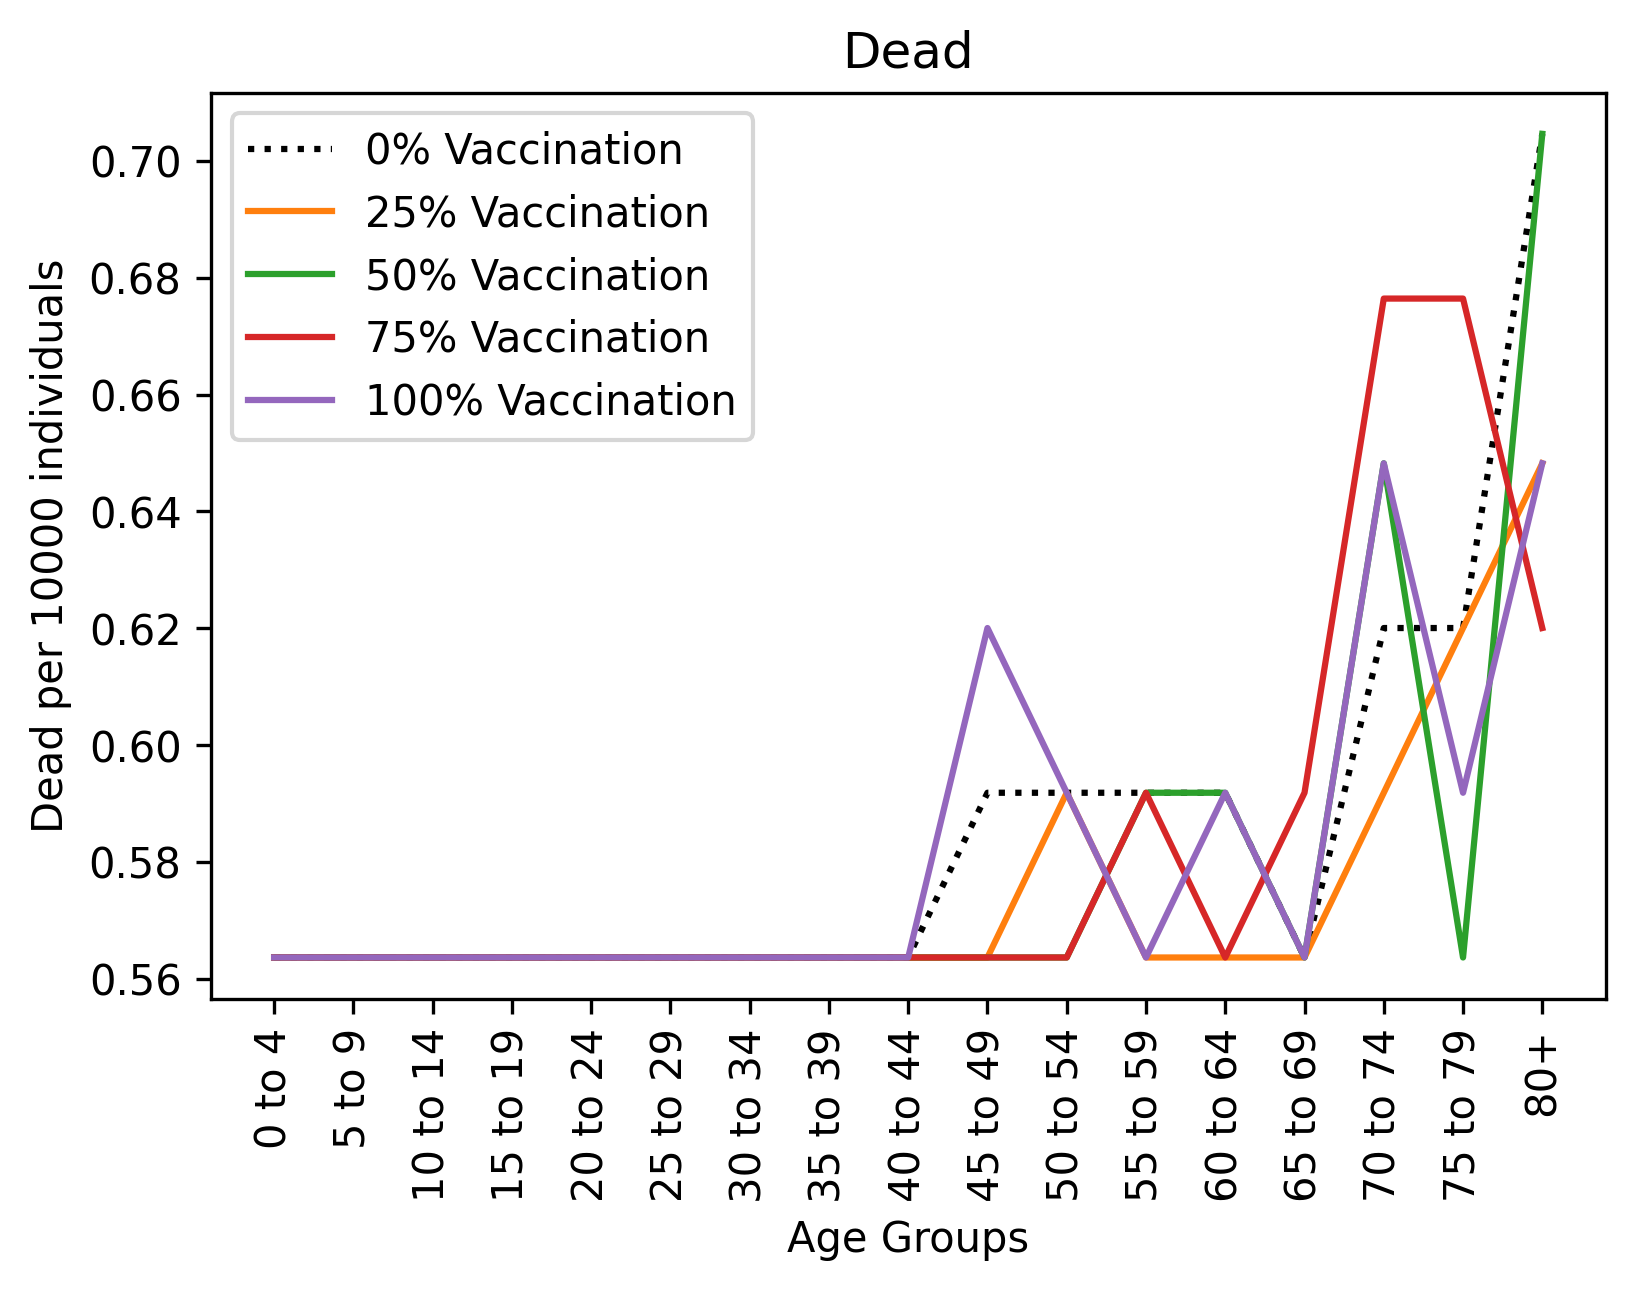 Dead
0% Vaccination
25% Vaccination
50% Vaccination
75% Vaccination
100% Vaccination
Dead per 10000 individuals
0.70
0.68
0.66
0.64
0.62
0.60
0.58
0.56
0 to 4
5 to 9
10 to 14
15 to 19
20 to 24
25 to 29
30 to 34
35 to 39
40 to 44
45 to 49
50 to 54
55 to 59
60 to 64
65 to 69
70 to 74
75 to 79
80+
Age Groups